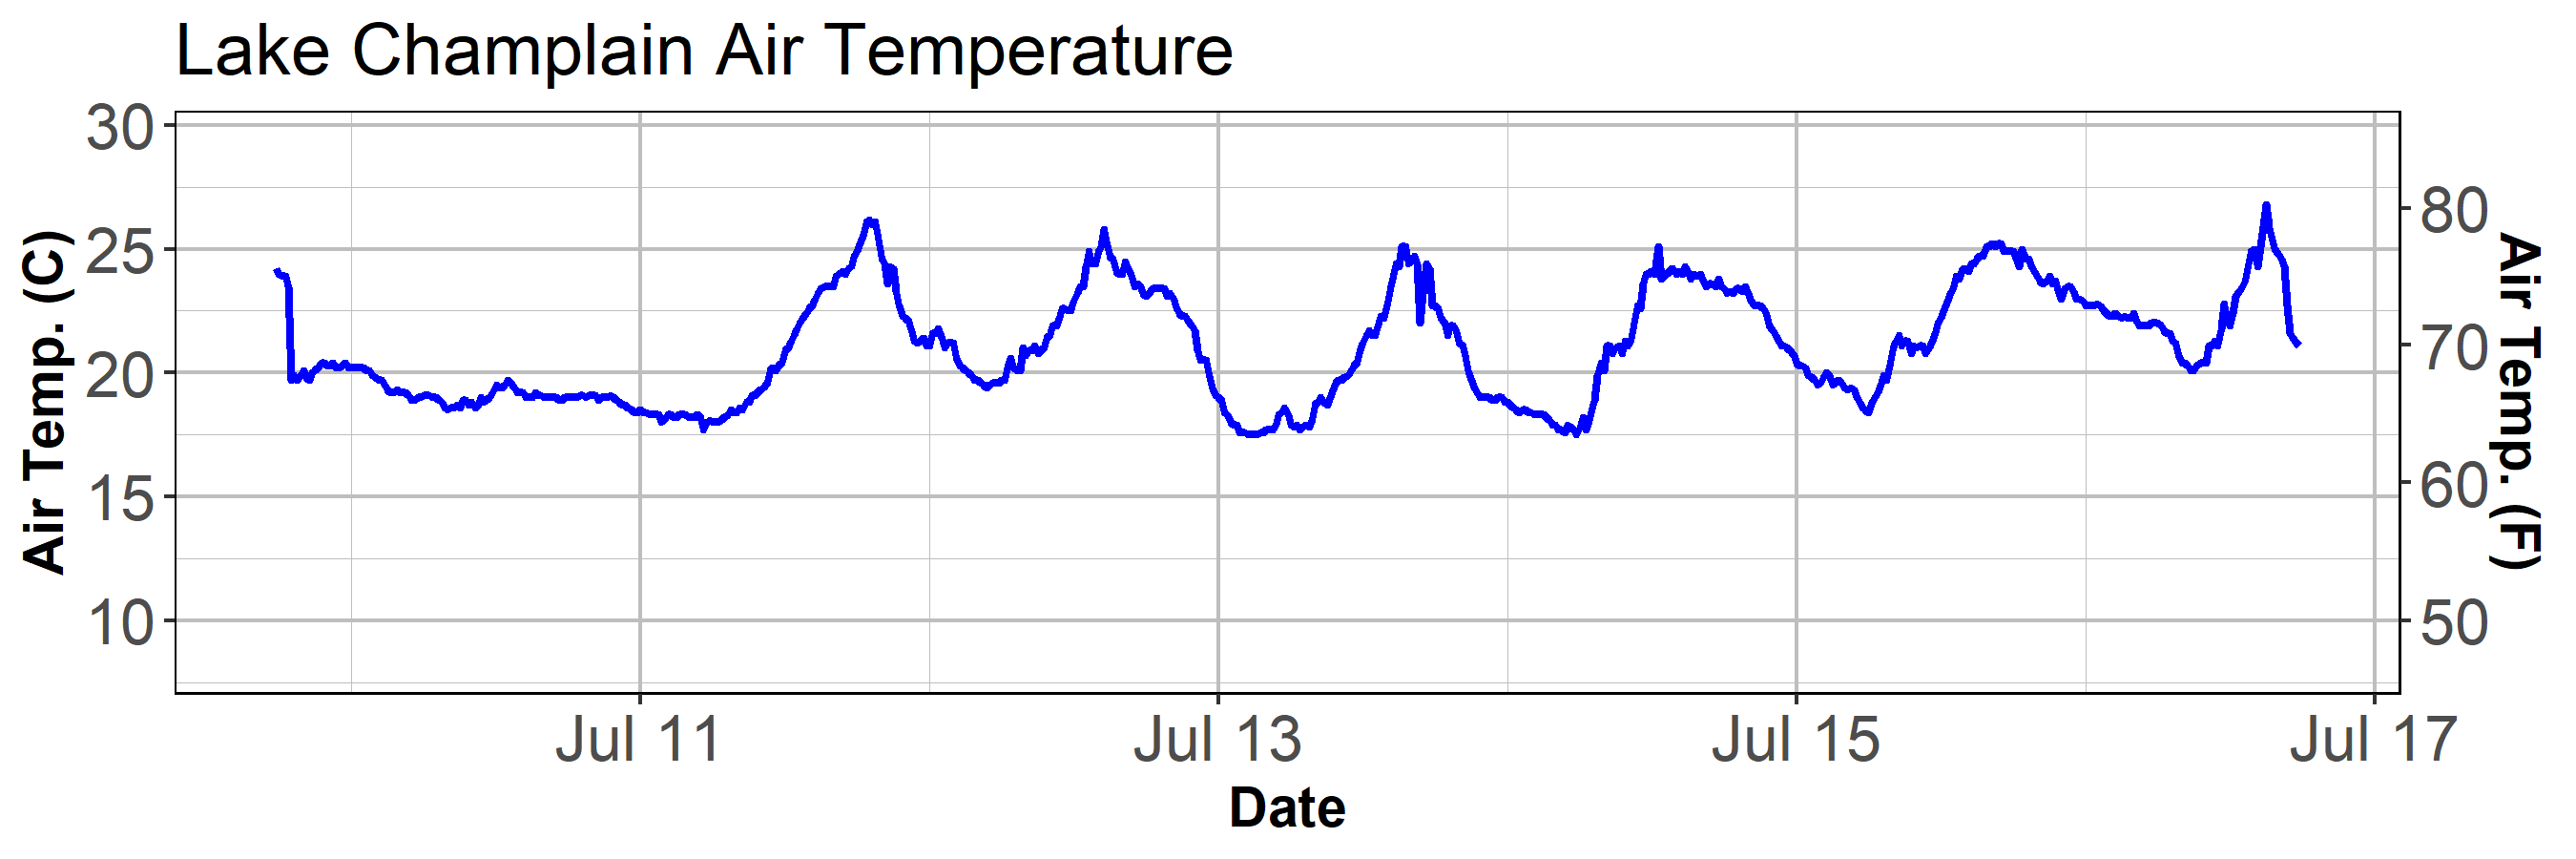 Lake Champlain Air Temperature
30
25
20
15
10
Air Temp. (C)
80
70
60
50
Air Temp. (F)
Jul 11 Jul 13 Jul 15 Jul 17
Date